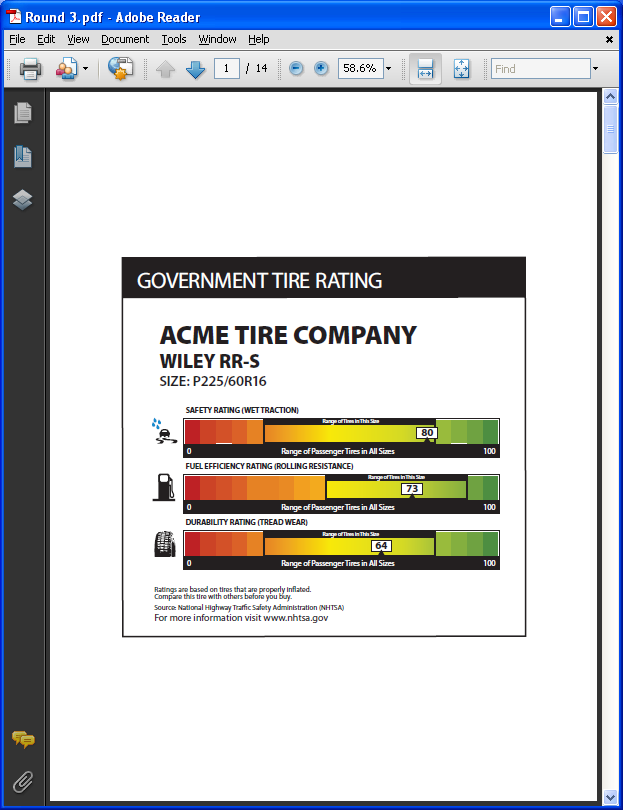 Round 3.pdf - Adobe Reader
File Edit View Document Tools Window Help
1 / 14 58.6% Find
GOVERNMENT TIRE RATING
ACME TIRE COMPANY
WILEY RR-S
SIZE: P225/60R16
SAFETY RATING (WET TRACTION)
Range of Tires in This Size
80
0 Range of Passenger Tires in All Sizes 100
FUEL EFFICIENCY RATING (ROLLING RESISTANCE)
Range of Tires in This Size
73
0 Range of Passenger Tires in All Sizes 100
DURABILITY RATING (TREAD WEAR)
Range of Tires in This Size
64
0 Range of Passenger Tires in All Sizes 100
Ratings are based on tires that are properly inflated.
Compare this tire with others before you buy.
Source: National Highway Traffic Safety Administration (NHTSA)
For more information visit www.nhtsa.gov